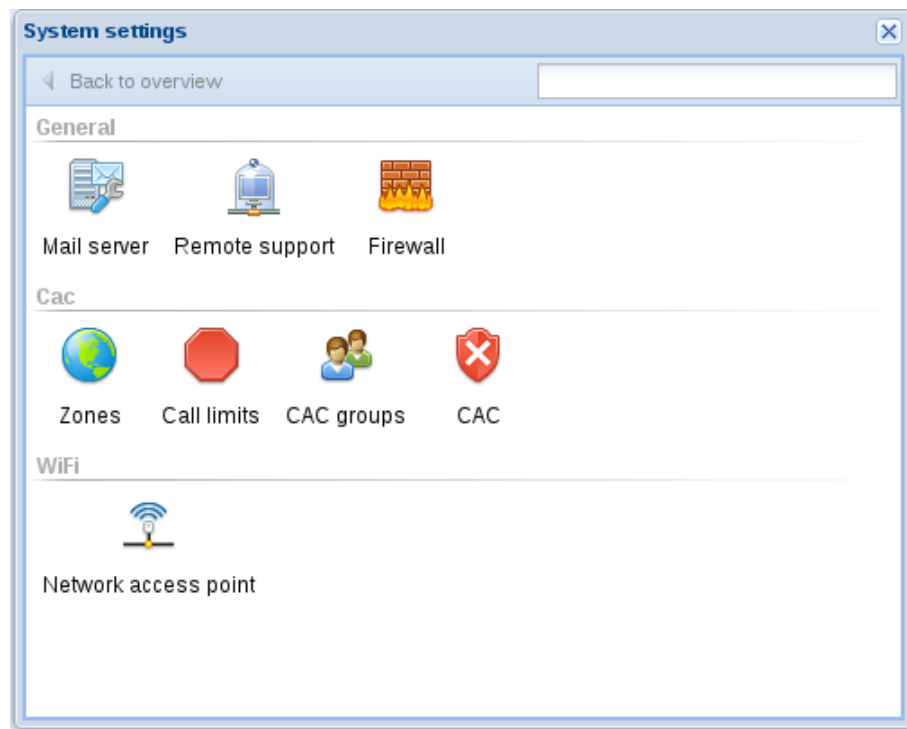 System settings
Back to overview
General
Mail server Remote support Firewall
Cac
Zones Call limits CAC groups CAC
WiFi
Network access point